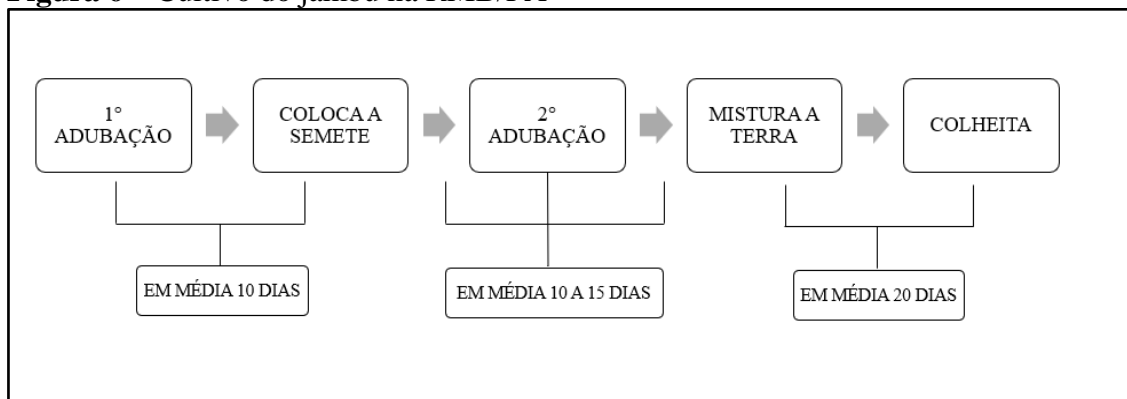 Figura – Cultivo do jambu na RMB/PA
1°
ADUBAÇÃO
COLOCA A
SEMETE
2°
ADUBAÇÃO
MISTURA A
TERRA
COLHEITA
EM MÉDIA 10 DIAS
EM MÉDIA 10 A 15 DIAS
EM MÉDIA 20 DIAS